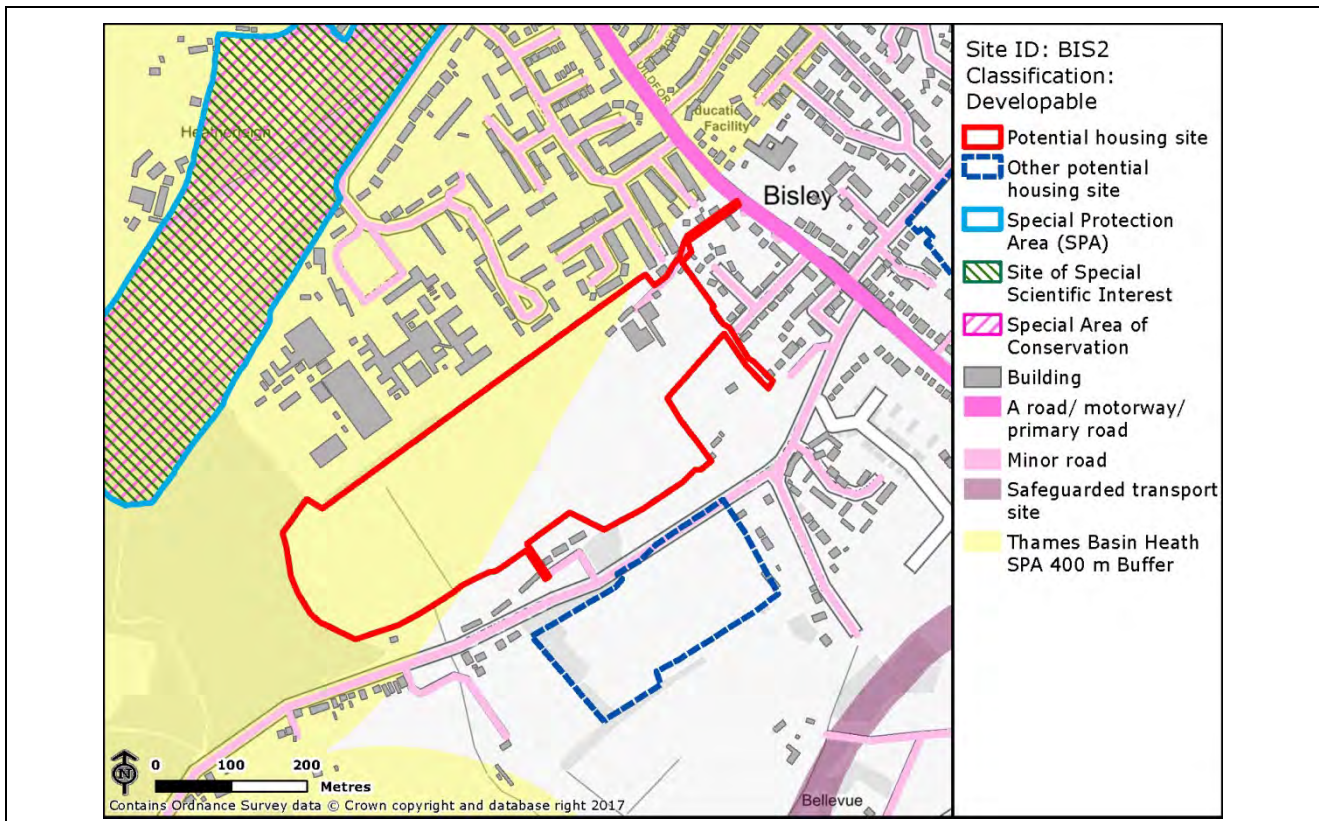 Heatherleigh
UILDFOR
Education
Facility
Bisley
Bellevue
N
0 100 200
Metres
Contains Ordnance Survey data © Crown copyright and database right 2017
Site ID: BIS2
Classification:
Developable
Potential housing site
Other potential
housing site
Special Protection
Area (SPA)
Site of Special
Scientific Interest
Special Area of
Conservation
Building
A road/ motorway/
primary road
Minor road
Safeguarded transport
site
Thames Basin Heath
SPA 400 m Buffer